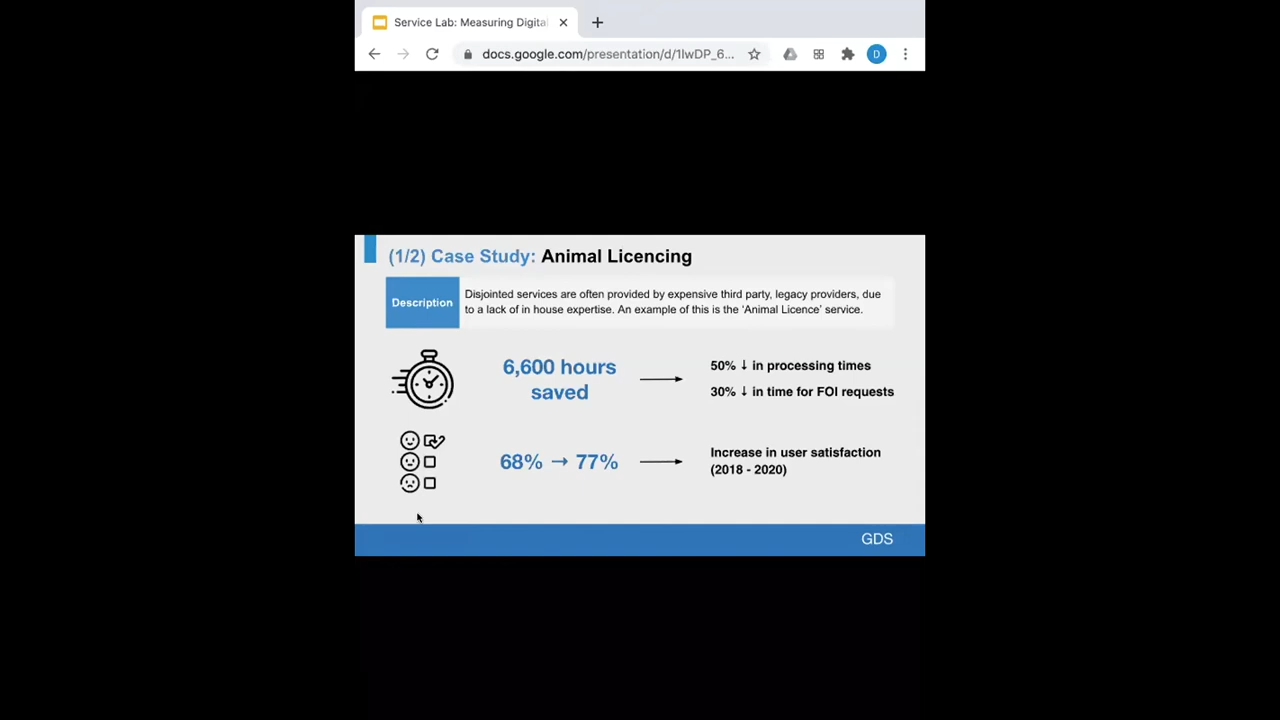 Service Lab: Measuring Digital
docs.google.com/presentation/d/1lwDP_6...
D
(1/2) Case Study: Animal Licencing
Description
Disjointed services are often provided by expensive third party, legacy providers, due
to a lack of in house expertise. An example of this is the ‘Animal Licence’ service.
6,600 hours
saved
50% ↓ in processing times
30% ↓ in time for FOI requests
68% → 77%
Increase in user satisfaction
(2018 - 2020)
GDS